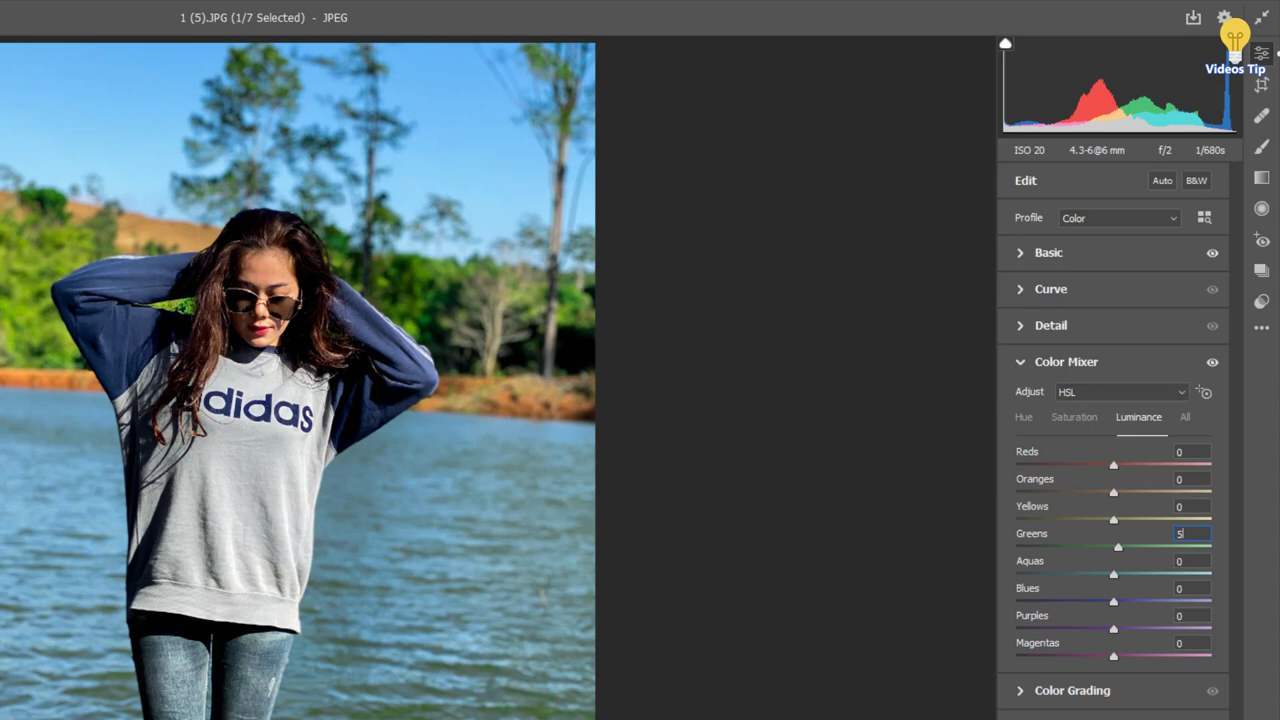 1 (5).JPG (1/7 Selected) - JPEG
Videos Tip
ISO 20 4.3-6@6 mm f/2 1/680s
Edit Auto B&W
Profile Color
Basic
Curve
Detail
Color Mixer
Adjust HSL
Hue Saturation Luminance All
Reds 0
Oranges 0
Yellows 0
Greens 5
Aquas 0
Blues 0
Purples 0
Magentas 0
Color Grading
adidas